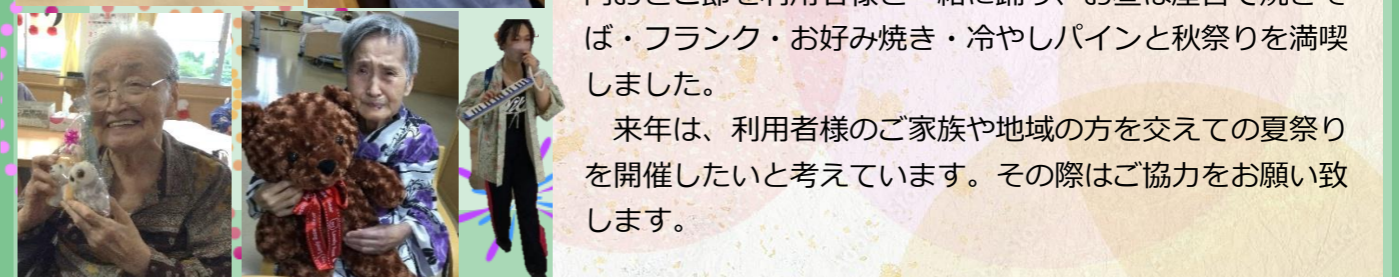 ば・フランク・お好み焼き・冷やしパインと秋祭りを満喫
しました。
　来年は、利用者様のご家族や地域の方を交えての夏祭り
を開催したいと考えています。その際はご協力をお願い致
します。